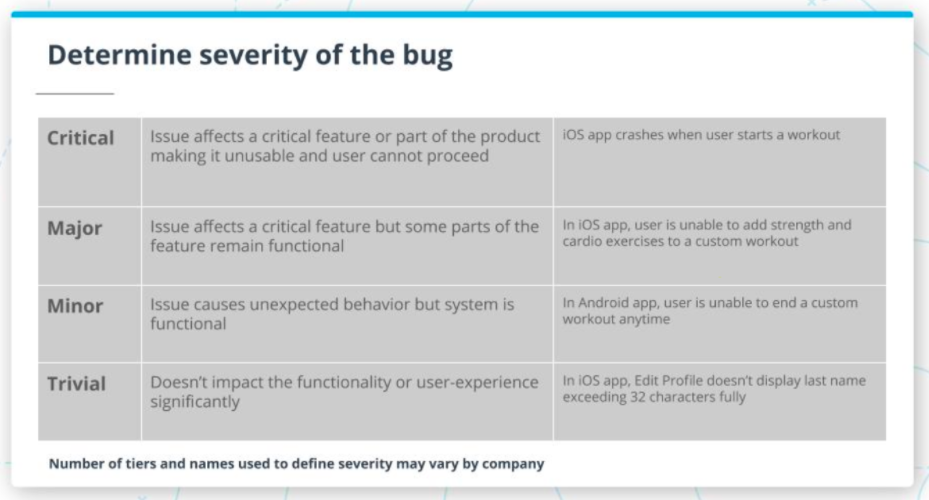 Determine severity of the bug
Critical
Issue affects a critical feature or part of the product
making it unusable and user cannot proceed
iOS app crashes when user starts a workout
Major
Issue affects a critical feature but some parts of the
feature remain functional
In iOS app, user is unable to add strength and
cardio exercises to a custom workout
Minor
Issue causes unexpected behavior but system is
functional
In Android app, user is unable to end a custom
workout anytime
Trivial
Doesn’t impact the functionality or user-experience
significantly
In iOS app, Edit Profile doesn’t display last name
exceeding 32 characters fully
Number of tiers and names used to define severity may vary by company